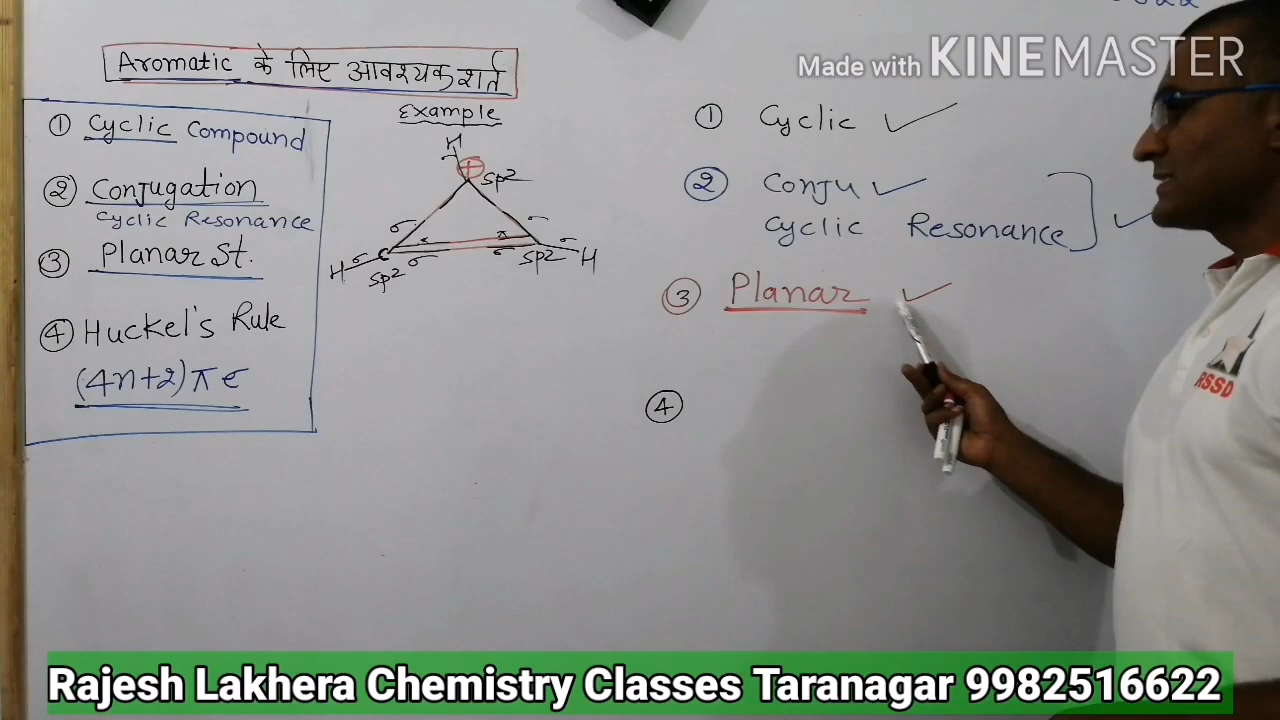 Made with KINEMASTER
Aromatic के लिए आवश्यक शर्त
① Cyclic Compound
② Conjugation
Cyclic Resonance
③ Planar St.
④ Huckel's Rule
(4n+2)π e
Example
H
+
sp²
σ σ
σ C π σ
H σ sp² σ σ sp² H
① Cyclic ✓
② Conju ✓
Cyclic Resonance ✓
③ Planar ✓
④
RSSD
Rajesh Lakhera Chemistry Classes Taranagar 9982516622